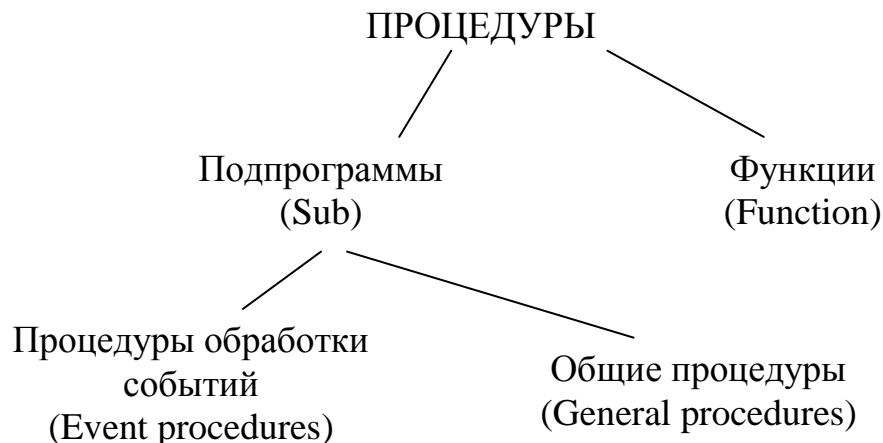 ПРОЦЕДУРЫ
Подпрограммы
(Sub)
Функции
(Function)
Процедуры обработки
событий
(Event procedures)
Общие процедуры
(General procedures)